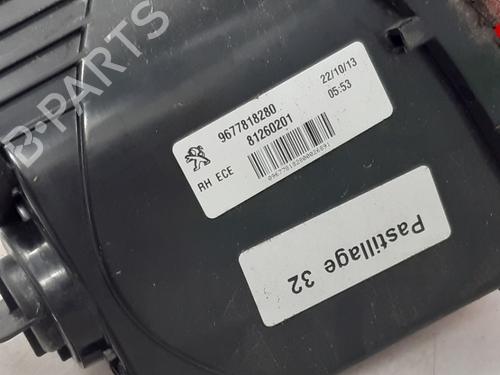 B-PARTS
9677818280
22/10/13
81260201
05:53
RH ECE
Pastillage 32